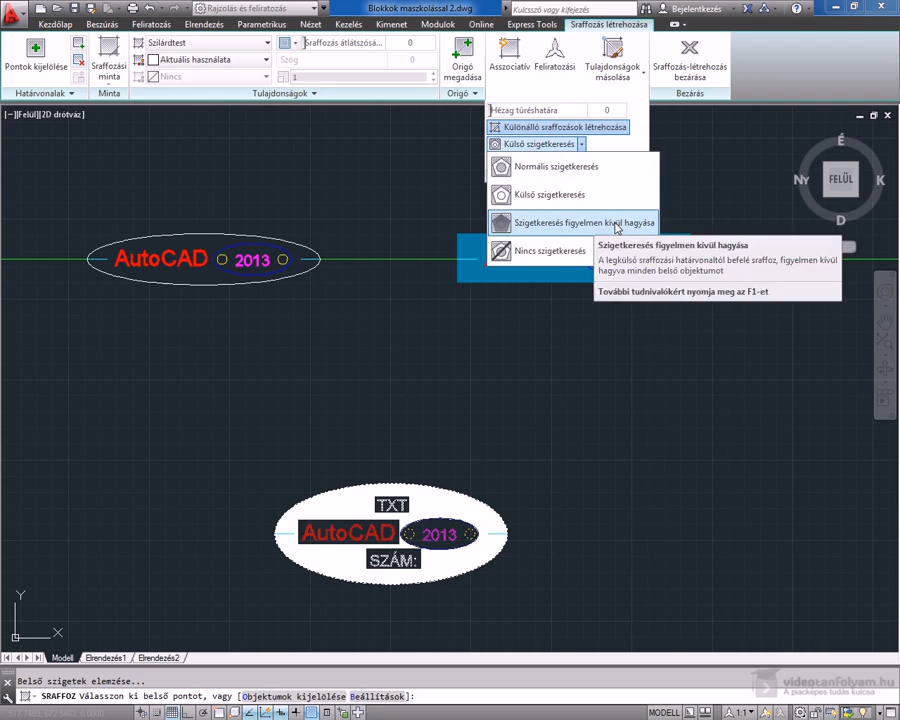 Rajzolás és feliratozás
Blokkok maszkolással 2.dwg
Kulcsszó vagy kifejezés
Bejelentkezés
Kezdőlap Beszúrás Feliratozás Elrendezés Parametrikus Nézet Kezelés Kimenet Modulok Online Express Tools Sraffozás létrehozása
Pontok kijelölése
Sraffozási minta
Szilárdtest
Aktuális használata
Nincs
Sraffozás átlátszósá... 0
Szög 0
1
Origó megadása
Asszociatív Feliratozási Tulajdonságok másolása
Sraffozás-létrehozás bezárása
Határvonalak Minta Tulajdonságok Origó Bezárás
Hézag tűréshatára 0
Különálló sraffozások létrehozása
Külső szigetkeresés
Normális szigetkeresés
Külső szigetkeresés
Szigetkeresés figyelmen kívül hagyása
Nincs szigetkeresés
Szigetkeresés figyelmen kívül hagyása
A legkülső sraffozási határvonaltól befelé sraffoz, figyelmen kívül
hagyva minden belső objektumot
További tudnivalókért nyomja meg az F1-et
[−][Felül][2D drótváz]
É
Ny FELÜL K
D
AutoCAD 2013
TXT
AutoCAD 2013
SZÁM:
Y
X
Modell Elrendezés1 Elrendezés2
Belső szigetek elemzése...
SRAFFOZ Válasszon ki belső pontot, vagy [Objektumok kijelölése Beállítások]:
MODELL 1:1
videotanfolyam.hu
A piacképes tudás kulcsa